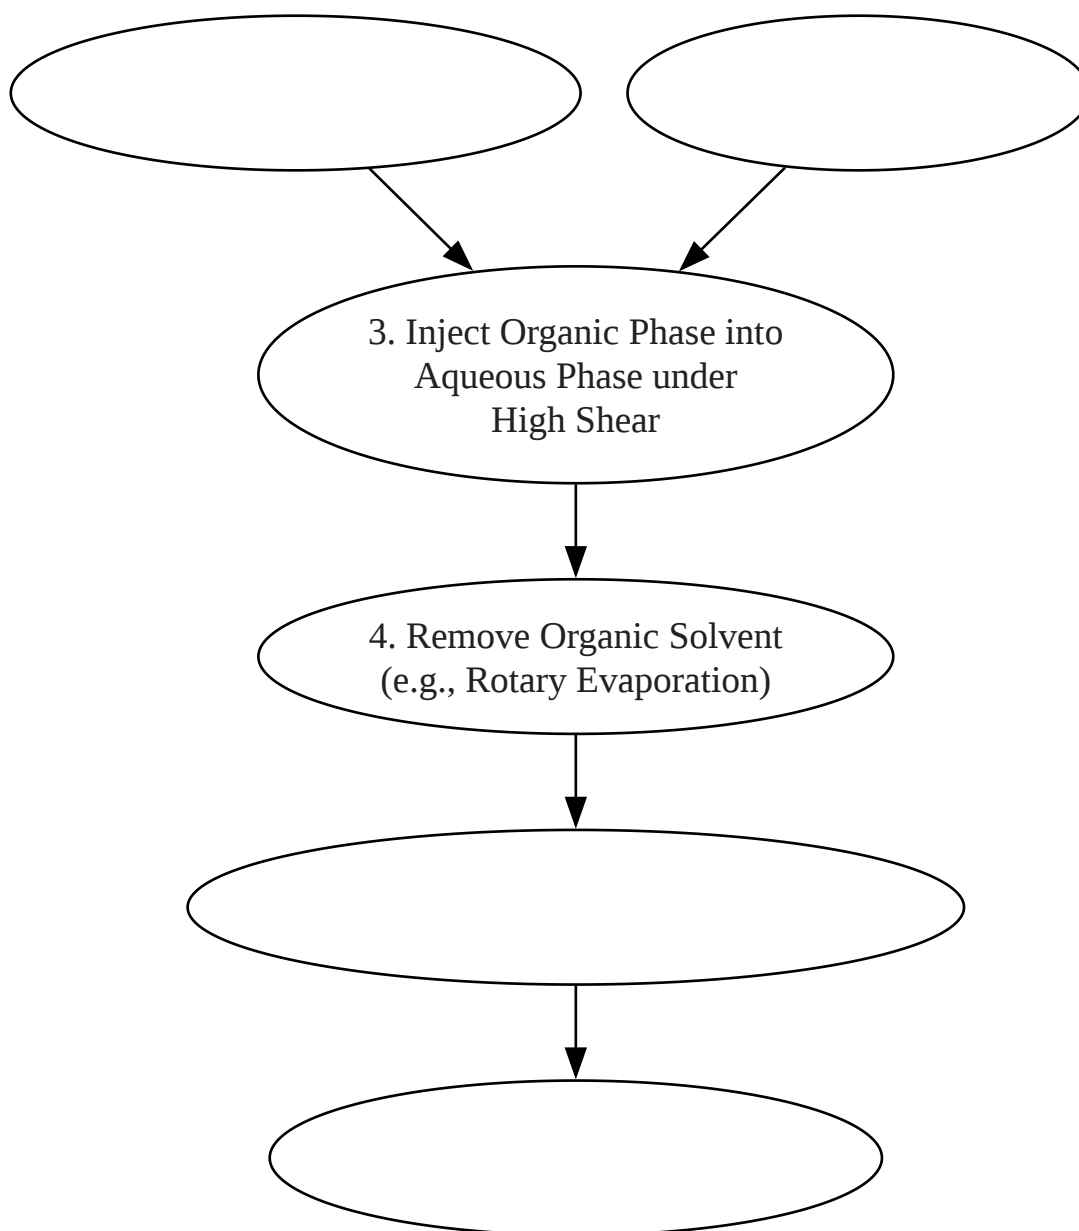 3. Inject Organic Phase into
Aqueous Phase under
High Shear
4. Remove Organic Solvent
(e.g., Rotary Evaporation)